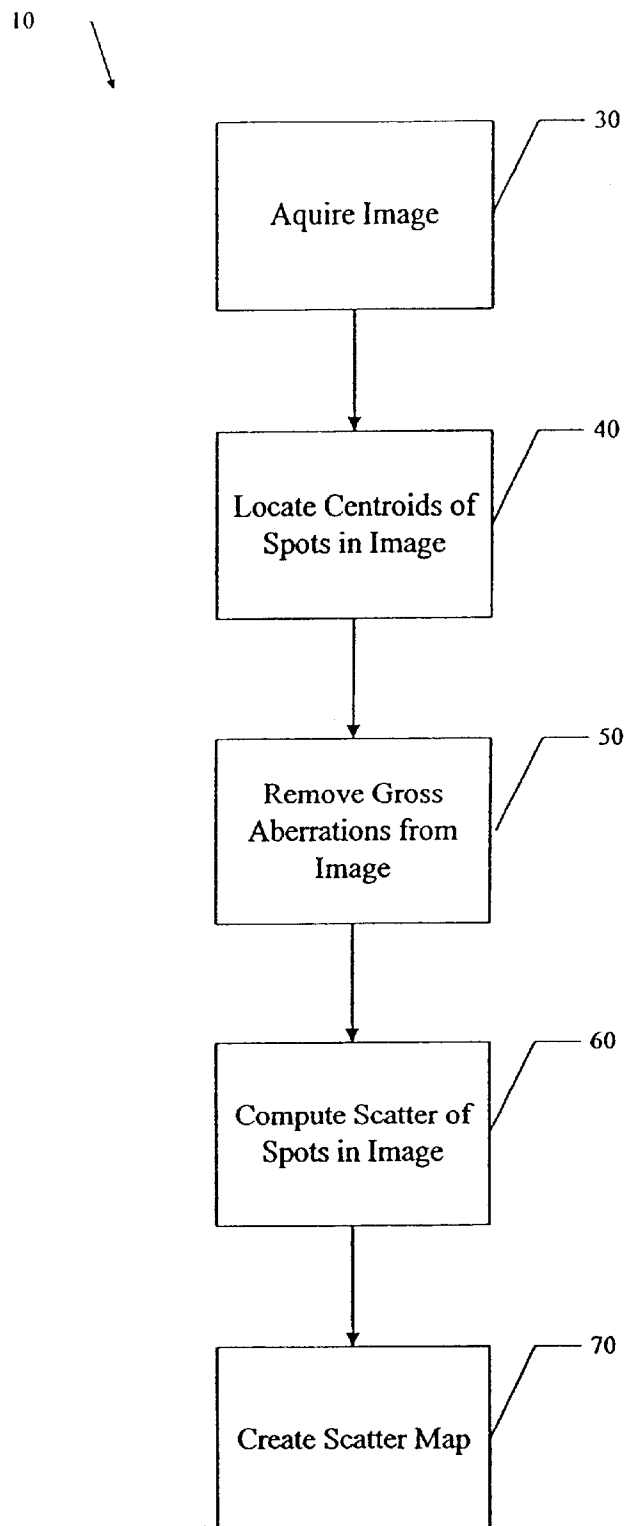 10
30
Aquire Image
40
Locate Centroids of
Spots in Image
50
Remove Gross
Aberrations from
Image
60
Compute Scatter of
Spots in Image
70
Create Scatter Map